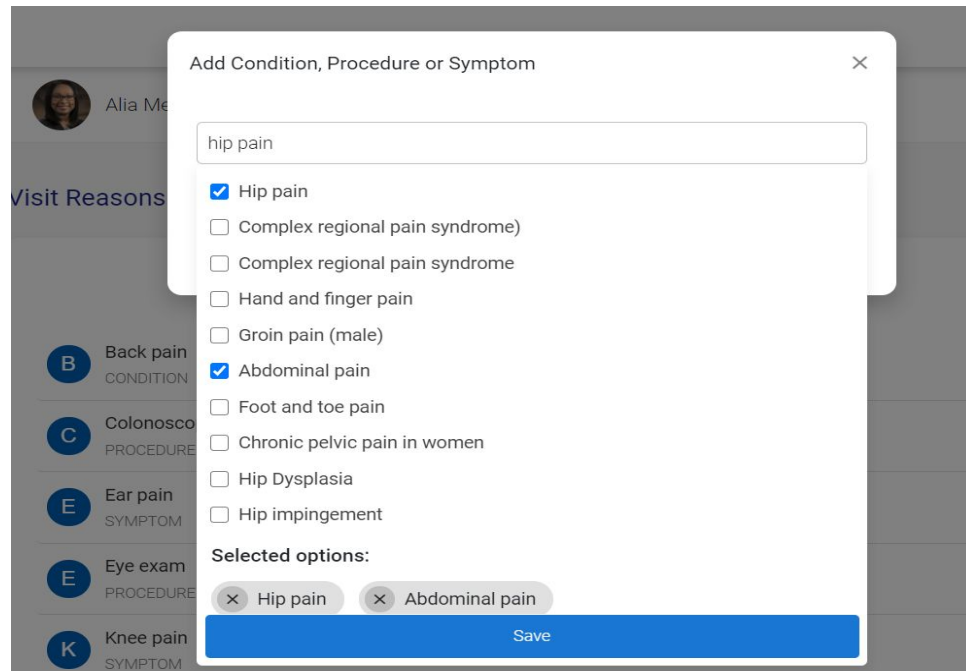 Add Condition, Procedure or Symptom
Alia Me
hip pain
Visit Reasons
Hip pain
Complex regional pain syndrome)
Complex regional pain syndrome
Hand and finger pain
Groin pain (male)
Abdominal pain
Foot and toe pain
Chronic pelvic pain in women
Hip Dysplasia
Hip impingement
Selected options:
Hip pain Abdominal pain
Save
B Back pain
CONDITION
C Colonosco
PROCEDURE
E Ear pain
SYMPTOM
E Eye exam
PROCEDURE
K Knee pain
SYMPTOM